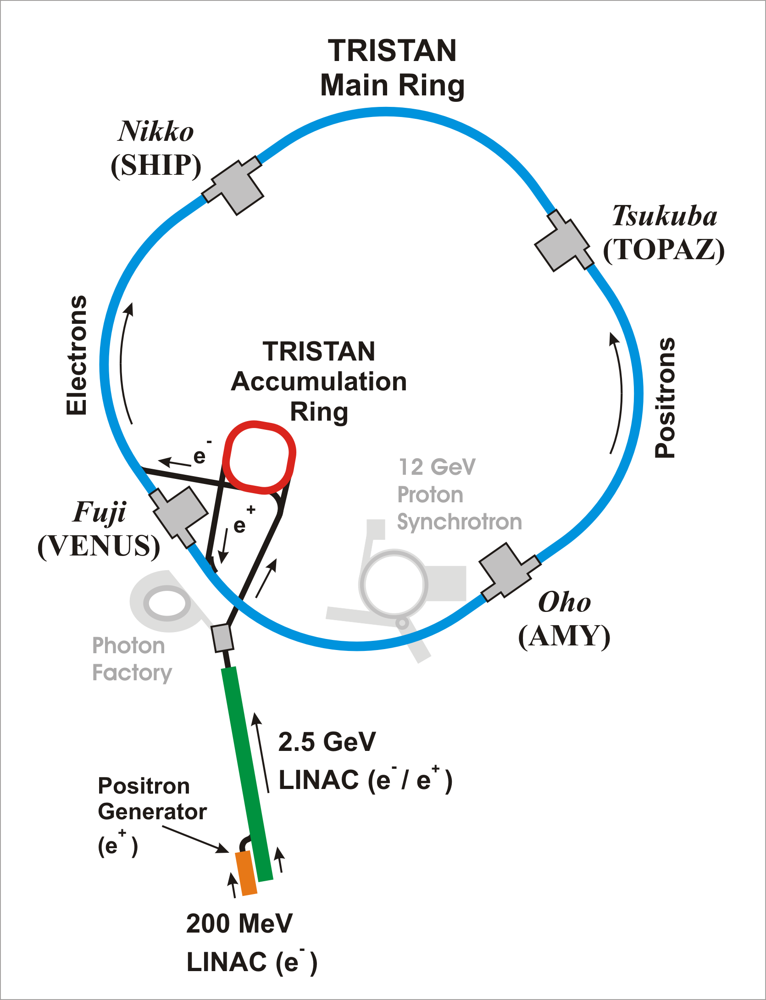 TRISTAN
Main Ring
Nikko
(SHIP)
Tsukuba
(TOPAZ)
Electrons
Positrons
TRISTAN
Accumulation
Ring
e-
e+
12 GeV
Proton
Synchrotron
Fuji
(VENUS)
Oho
(AMY)
Photon
Factory
2.5 GeV
LINAC (e-/ e+)
Positron
Generator
(e+)
200 MeV
LINAC (e-)